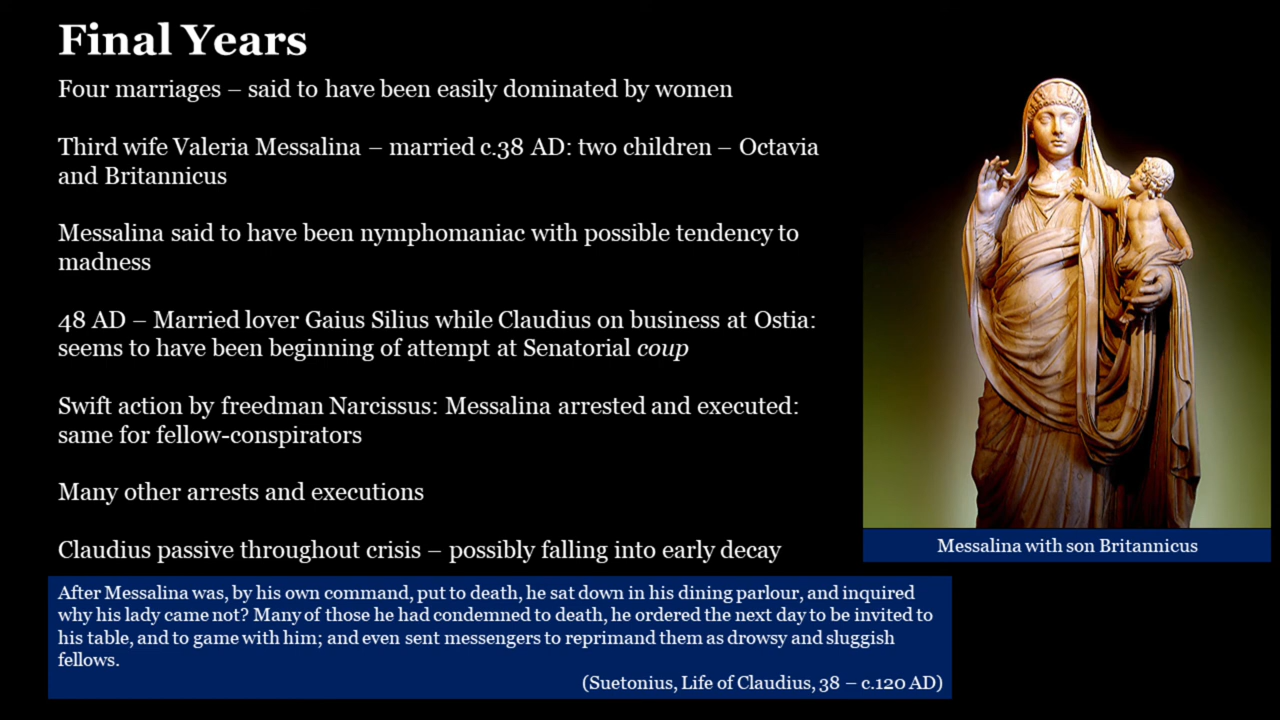 Final Years
Four marriages – said to have been easily dominated by women
Third wife Valeria Messalina – married c.38 AD: two children – Octavia
and Britannicus
Messalina said to have been nymphomaniac with possible tendency to
madness
48 AD – Married lover Gaius Silius while Claudius on business at Ostia:
seems to have been beginning of attempt at Senatorial coup
Swift action by freedman Narcissus: Messalina arrested and executed:
same for fellow-conspirators
Many other arrests and executions
Claudius passive throughout crisis – possibly falling into early decay
Messalina with son Britannicus
After Messalina was, by his own command, put to death, he sat down in his dining parlour, and inquired
why his lady came not? Many of those he had condemned to death, he ordered the next day to be invited to
his table, and to game with him; and even sent messengers to reprimand them as drowsy and sluggish
fellows.
(Suetonius, Life of Claudius, 38 – c.120 AD)